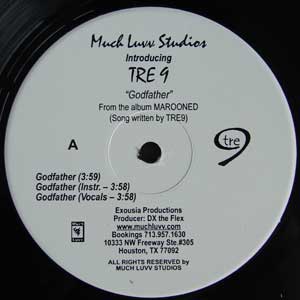 Much Luvv Studios
Introducing
TRE 9
"Godfather"
From the album MAROONED
(Song written by TRE9)
A
tre
9
Godfather (3:59)
Godfather (Instr. – 3:58)
Godfather (Vocals – 3:58)
Exousia Productions
Producer: DX the Flex
www.muchluvv.com
Bookings 713.957.1630
10333 NW Freeway Ste.#305
Houston, TX 77092
ALL RIGHTS RESERVED BY
MUCH LUVV STUDIOS